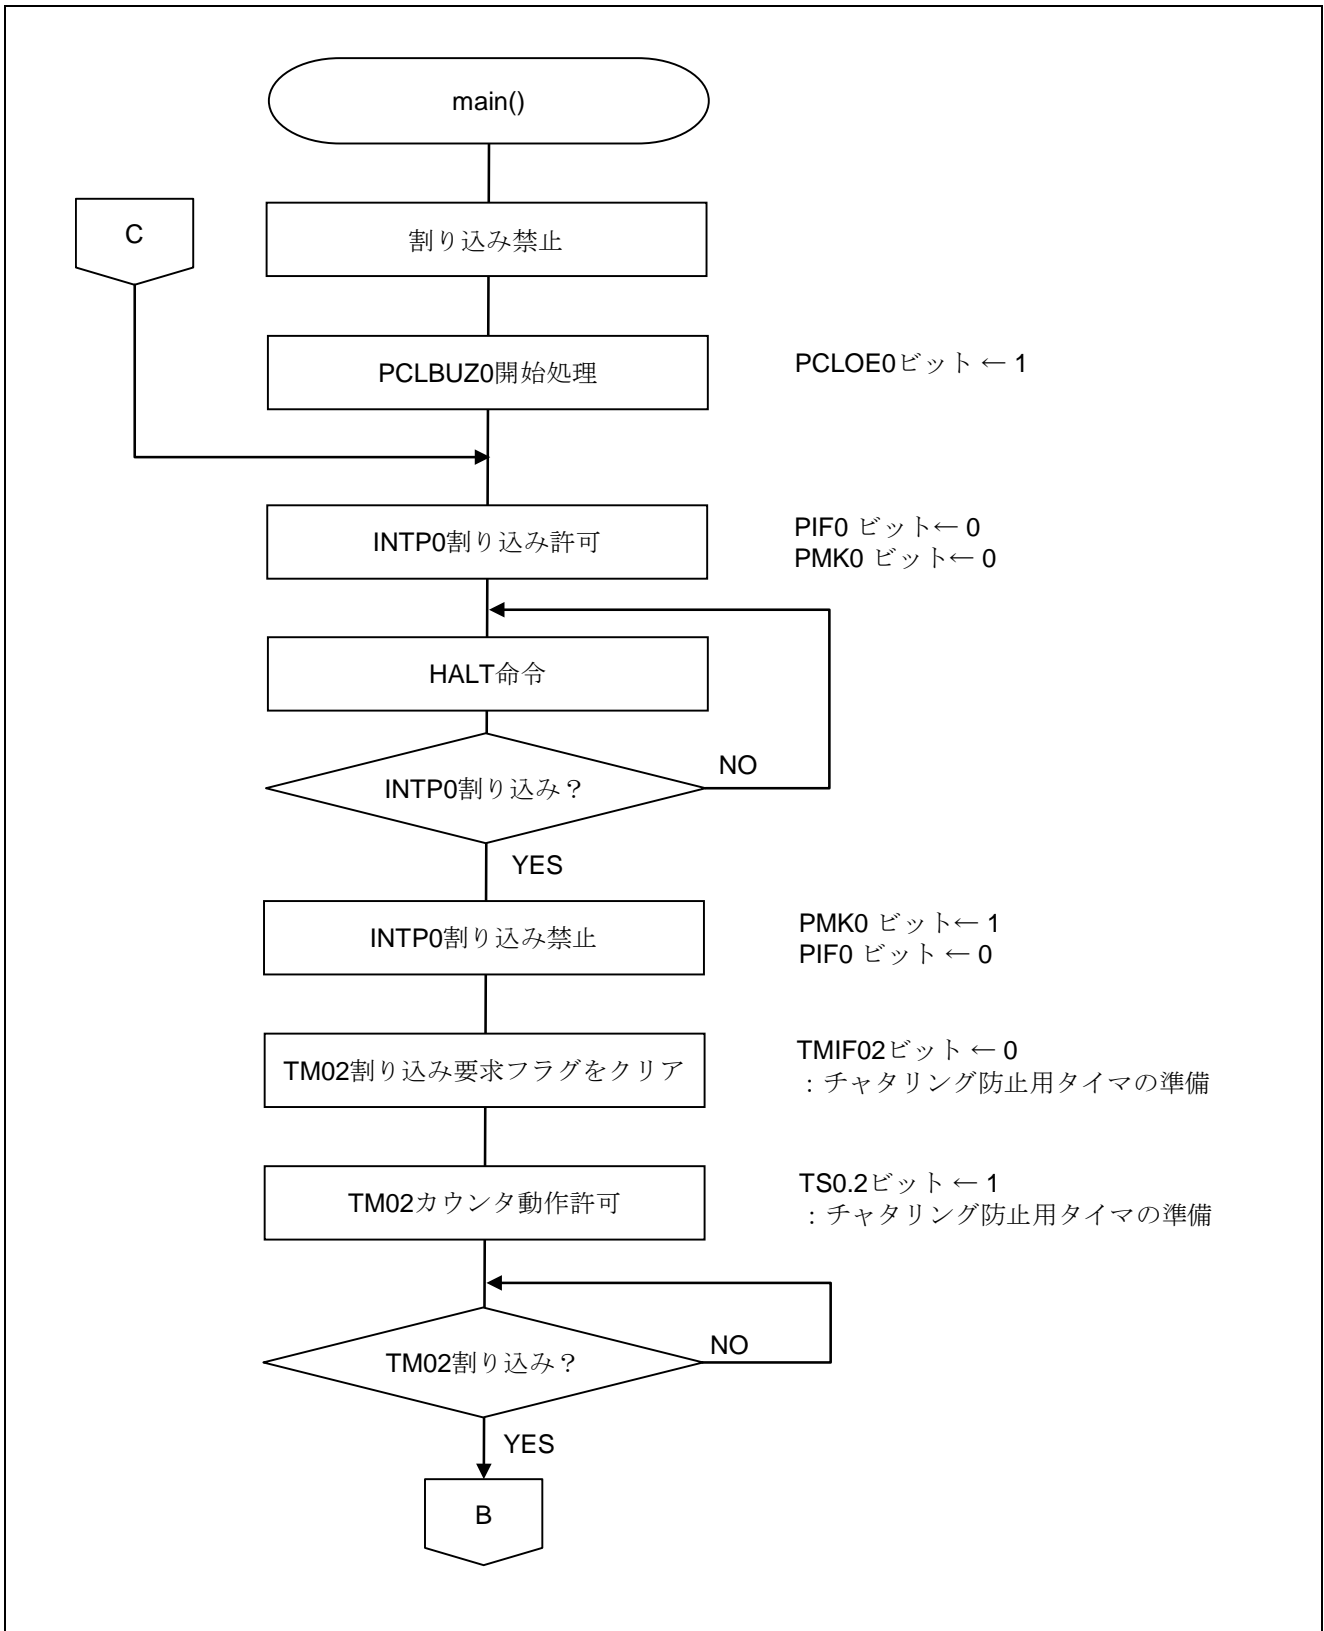 main()
C
割り込み禁止
PCLBUZ0開始処理
PCLOE0ビット ← 1
INTP0割り込み許可
PIF0 ビット← 0
PMK0 ビット← 0
HALT命令
INTP0割り込み？
NO
YES
INTP0割り込み禁止
PMK0 ビット← 1
PIF0 ビット ← 0
TM02割り込み要求フラグをクリア
TMIF02ビット ← 0
：チャタリング防止用タイマの準備
TM02カウンタ動作許可
TS0.2ビット ← 1
：チャタリング防止用タイマの準備
TM02割り込み？
NO
YES
B